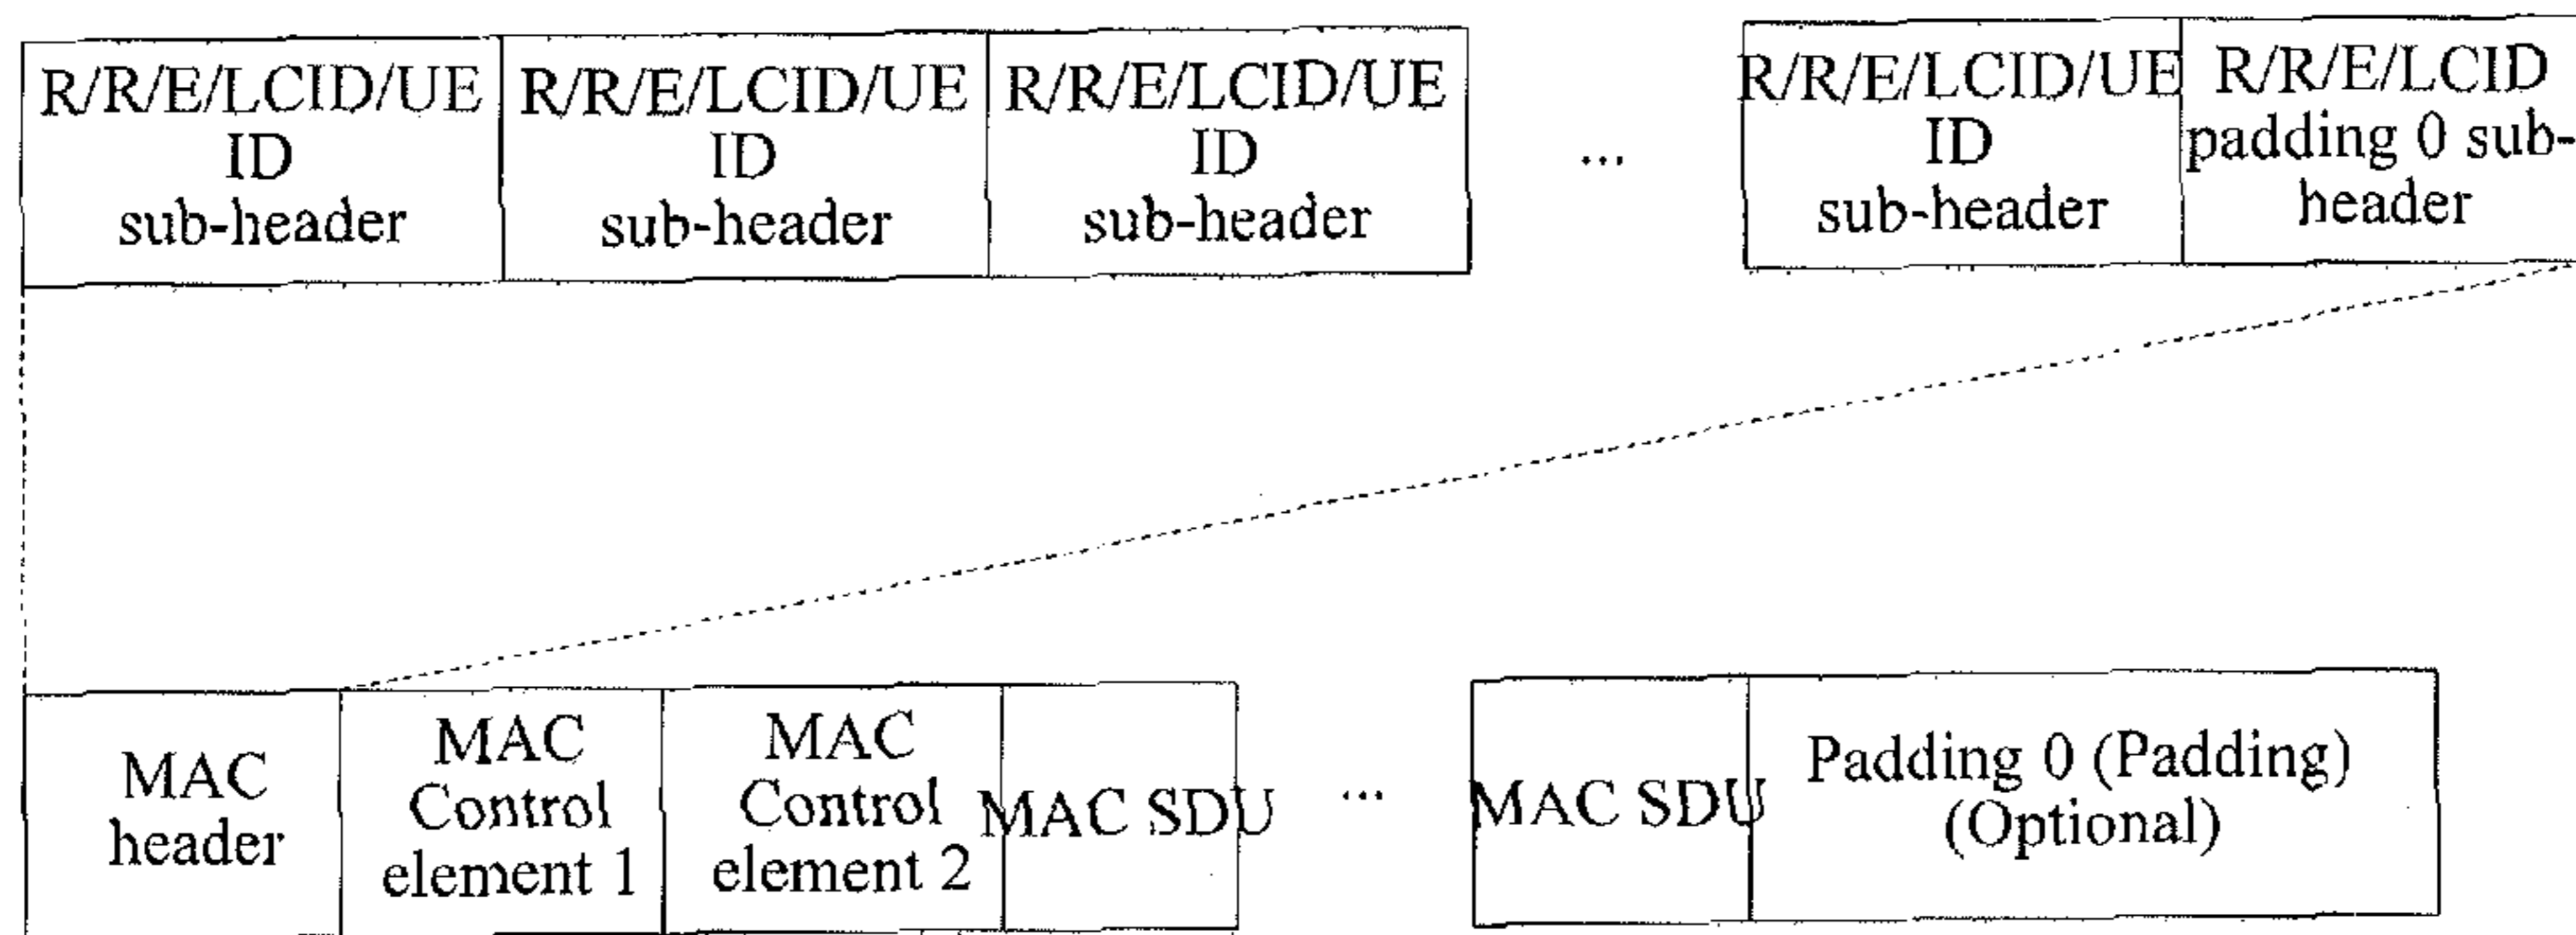 R/R/E/LCID/UE
ID
sub-header
R/R/E/LCID/UE
ID
sub-header
R/R/E/LCID/UE
ID
sub-header
...
R/R/E/LCID/UE
ID
sub-header
R/R/E/LCID
padding 0 sub-
header
MAC
header
MAC
Control
element 1
MAC
Control
element 2
MAC SDU
...
MAC SDU
Padding 0 (Padding)
(Optional)